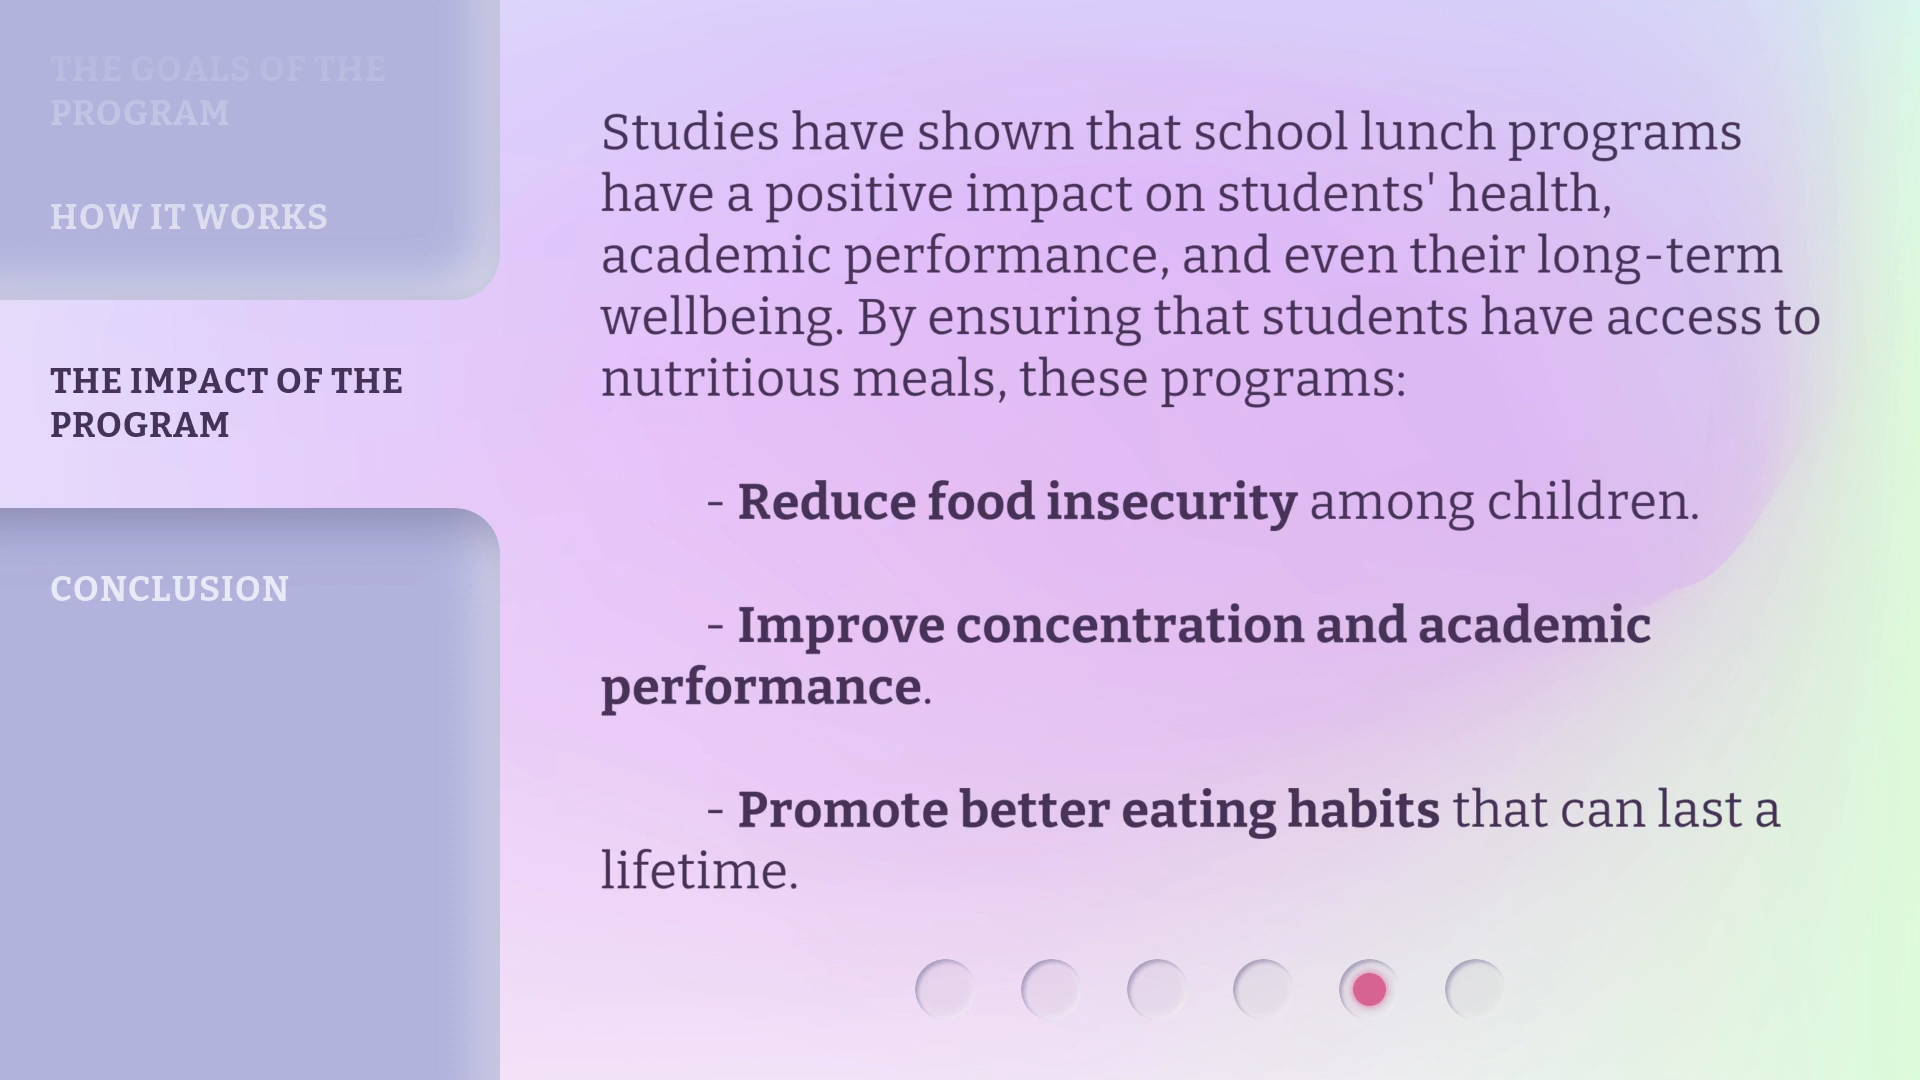 THE GOALS OF THE
PROGRAM
HOW IT WORKS
THE IMPACT OF THE
PROGRAM
CONCLUSION
Studies have shown that school lunch programs
have a positive impact on students' health,
academic performance, and even their long-term
wellbeing. By ensuring that students have access to
nutritious meals, these programs:
- Reduce food insecurity among children.
- Improve concentration and academic
performance.
- Promote better eating habits that can last a
lifetime.